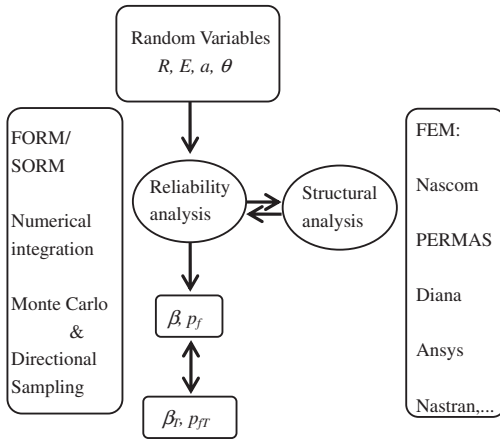 Random Variables
R, E, a, θ
FORM/
SORM
Numerical
integration
Monte Carlo
&
Directional
Sampling
Reliability
analysis
Structural
analysis
FEM:
Nascom
PERMAS
Diana
Ansys
Nastran,...
β, pf
βT, pfT